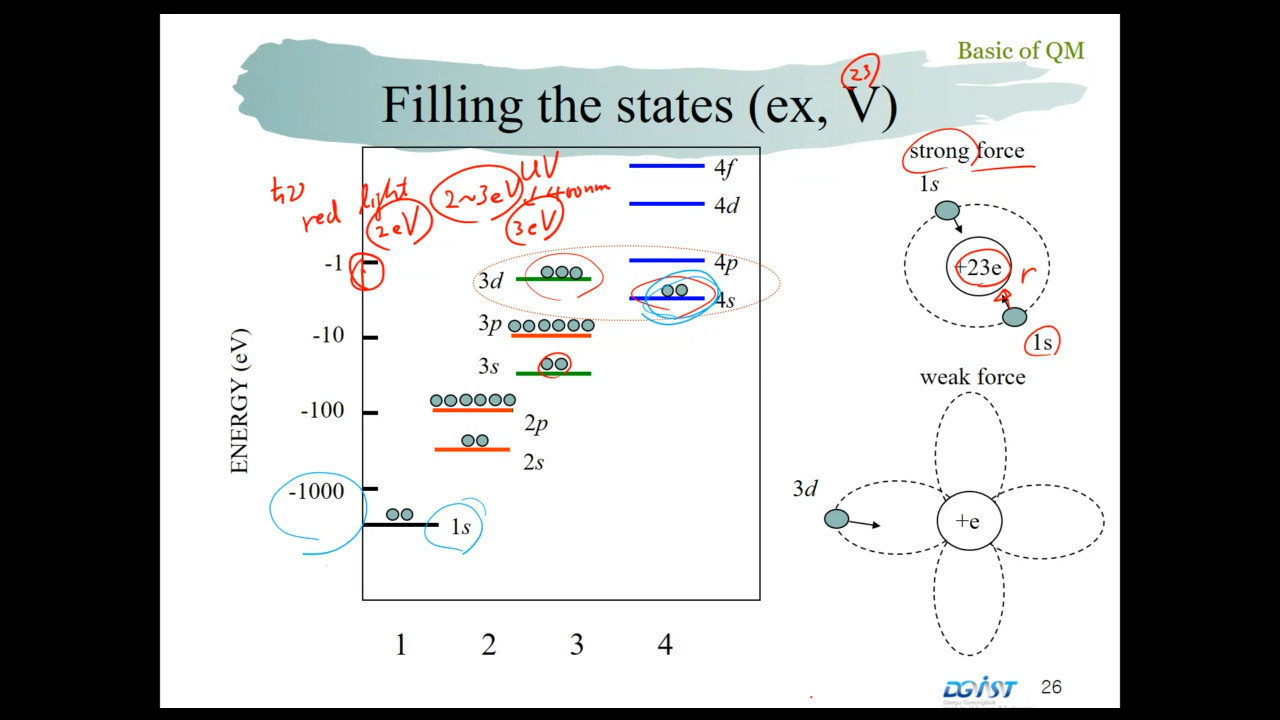 Basic of QM
23
Filling the states (ex, V)
ħν
red light
2eV
2~3eV
UV
< 400nm
3eV
4f
4d
4p
4s
3d
3p
3s
2p
2s
1s
ENERGY (eV)
-1
-10
-100
-1000
1 2 3 4
strong force
1s
+23e
r
1s
weak force
3d
+e
DGIST
26